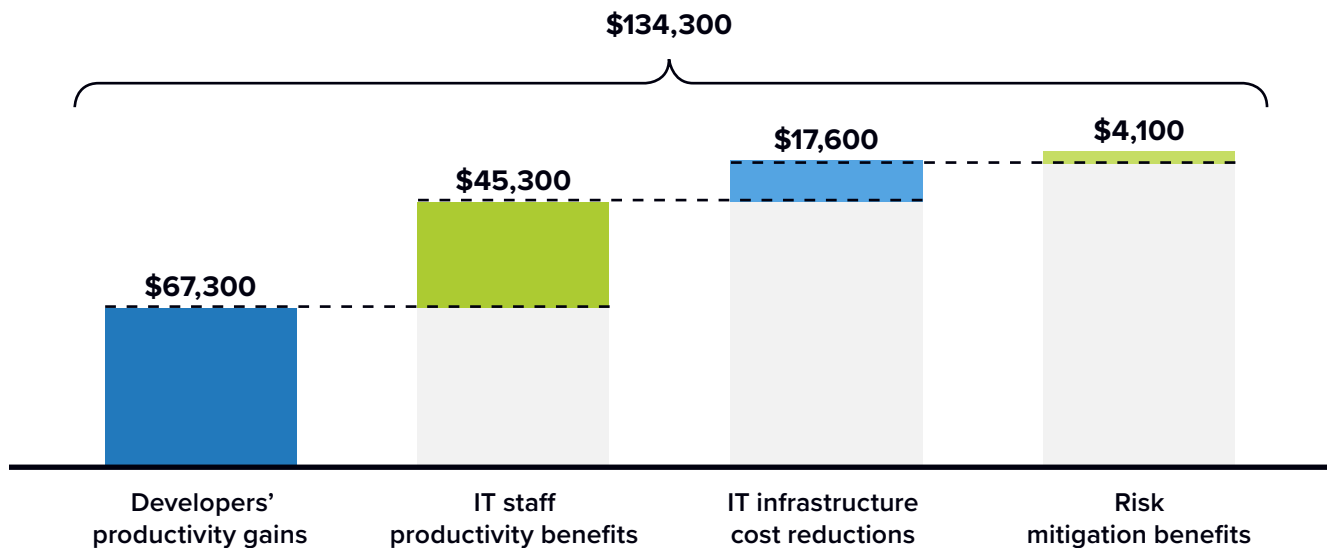 $134,300
$4,100
$17,600
$45,300
$67,300
Developers’
productivity gains
IT staff
productivity benefits
IT infrastructure
cost reductions
Risk
mitigation benefits